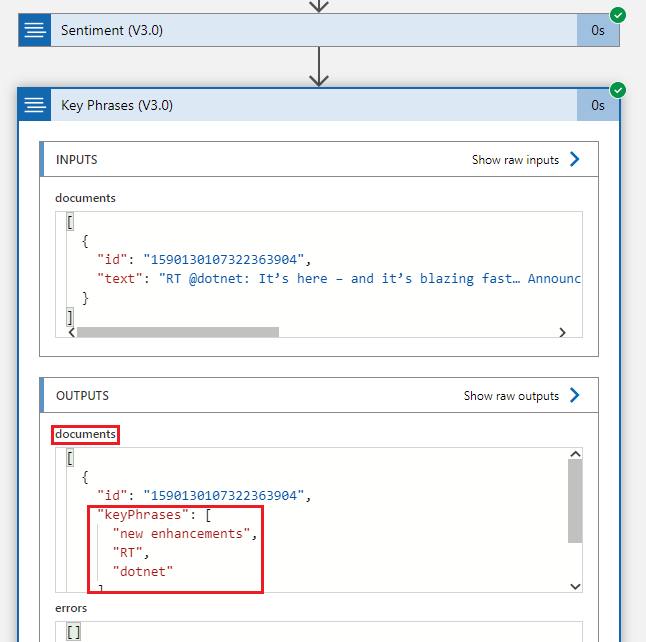 Sentiment (V3.0) 0s
Key Phrases (V3.0) 0s
INPUTS Show raw inputs
documents
[
{
"id": "1590130107322363904",
"text": "RT @dotnet: It’s here – and it’s blazing fast… Announc
}
]
OUTPUTS Show raw outputs
documents
[
{
"id": "1590130107322363904",
"keyPhrases": [
"new enhancements",
"RT",
"dotnet"
]
errors
[]